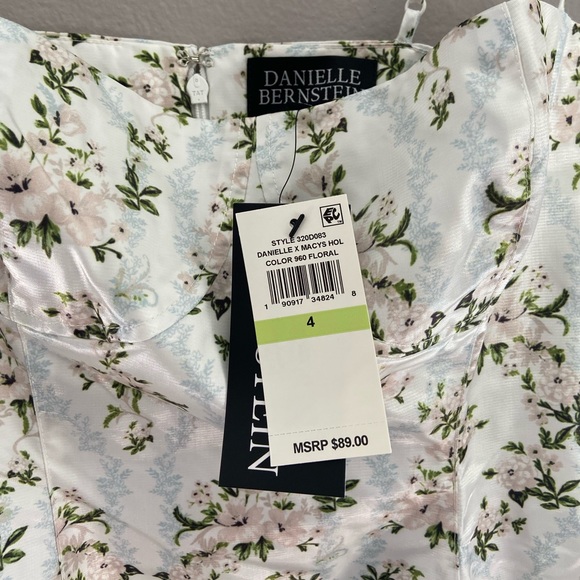 DANIELLE
BERNSTEIN
STYLE 320D083
DANIELLE X MACYS HOL
COLOR 960 FLORAL
1 90917 34824 8
4
MSRP $89.00